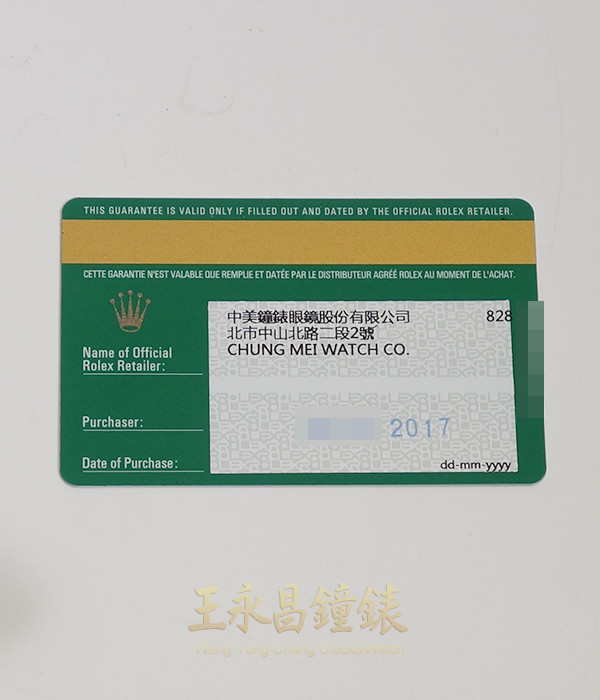 THIS GUARANTEE IS VALID ONLY IF FILLED OUT AND DATED BY THE OFFICIAL ROLEX RETAILER.
CETTE GARANTIE N'EST VALABLE QUE REMPLIE ET DATÉE PAR LE DISTRIBUTEUR AGRÉÉ ROLEX AU MOMENT DE L'ACHAT.
中美鐘錶眼鏡股份有限公司 828
北市中山北路二段2號
CHUNG MEI WATCH CO.
Name of Official
Rolex Retailer:
Purchaser:
2017
Date of Purchase:
dd-mm-yyyy
王永昌鐘錶